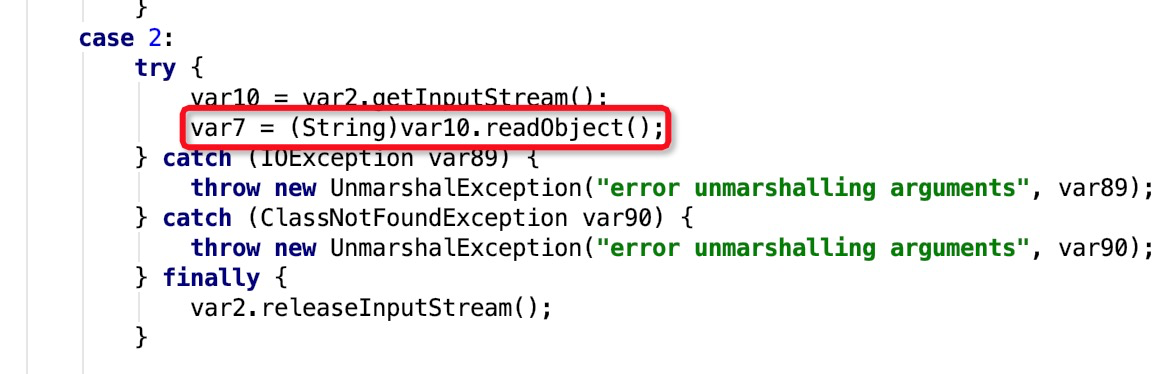 }
case 2:
try {
var10 = var2.getInputStream();
var7 = (String)var10.readObject();
} catch (IOException var89) {
throw new UnmarshalException("error unmarshalling arguments", var89);
} catch (ClassNotFoundException var90) {
throw new UnmarshalException("error unmarshalling arguments", var90);
} finally {
var2.releaseInputStream();
}